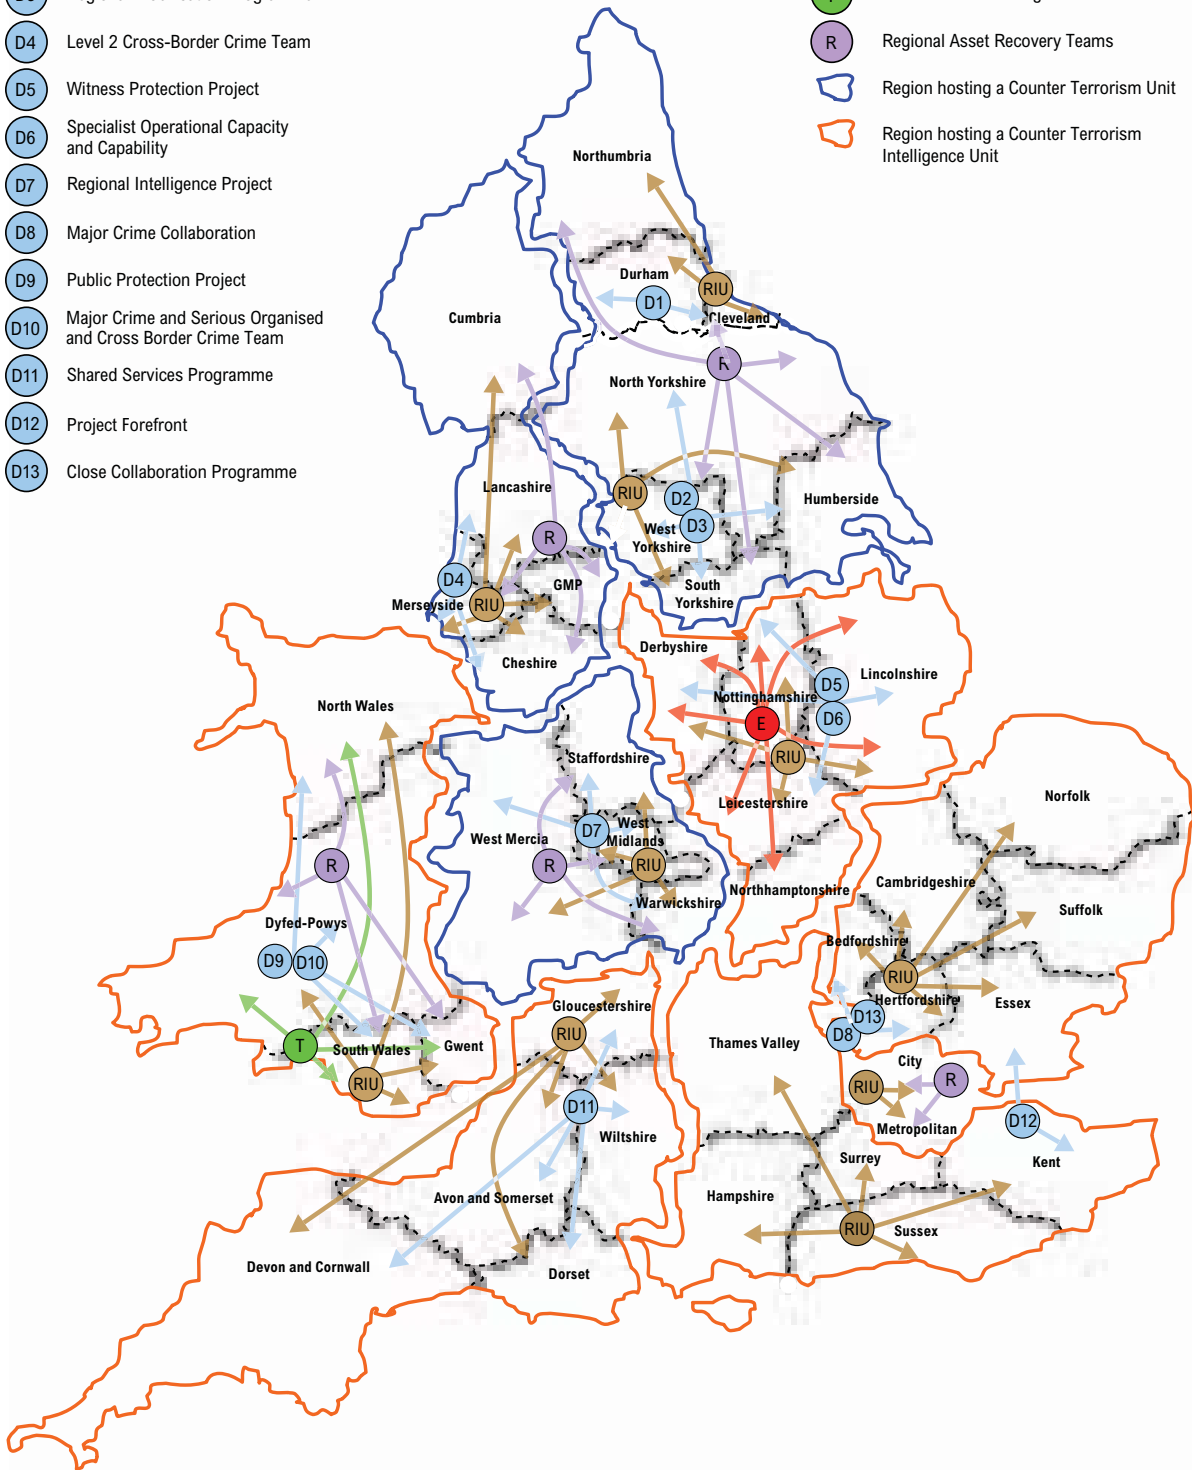 D4 Level 2 Cross-Border Crime Team
D5 Witness Protection Project
D6 Specialist Operational Capacity
and Capability
D7 Regional Intelligence Project
D8 Major Crime Collaboration
D9 Public Protection Project
D10 Major Crime and Serious Organised
and Cross Border Crime Team
D11 Shared Services Programme
D12 Project Forefront
D13 Close Collaboration Programme
R Regional Asset Recovery Teams
Region hosting a Counter Terrorism Unit
Region hosting a Counter Terrorism
Intelligence Unit
Northumbria
Durham
RIU
D1
Cleveland
Cumbria
R
North Yorkshire
Lancashire
RIU
D2
D3
Humberside
West
Yorkshire
R
D4
GMP
Merseyside
RIU
South
Yorkshire
Cheshire
Derbyshire
Lincolnshire
D5
Nottinghamshire
D6
E
RIU
Leicestershire
North Wales
Staffordshire
Norfolk
D7
West
Midlands
West Mercia
R
RIU
Warwickshire
Northhamptonshire
Cambridgeshire
Suffolk
R
Dyfed-Powys
D9
D10
Bedfordshire
RIU
Hertfordshire
Essex
D13
D8
Gloucestershire
RIU
Thames Valley
T
South Wales
Gwent
RIU
City
RIU
R
Metropolitan
D11
Wiltshire
D12
Kent
Surrey
Avon and Somerset
Hampshire
RIU
Sussex
Devon and Cornwall
Dorset